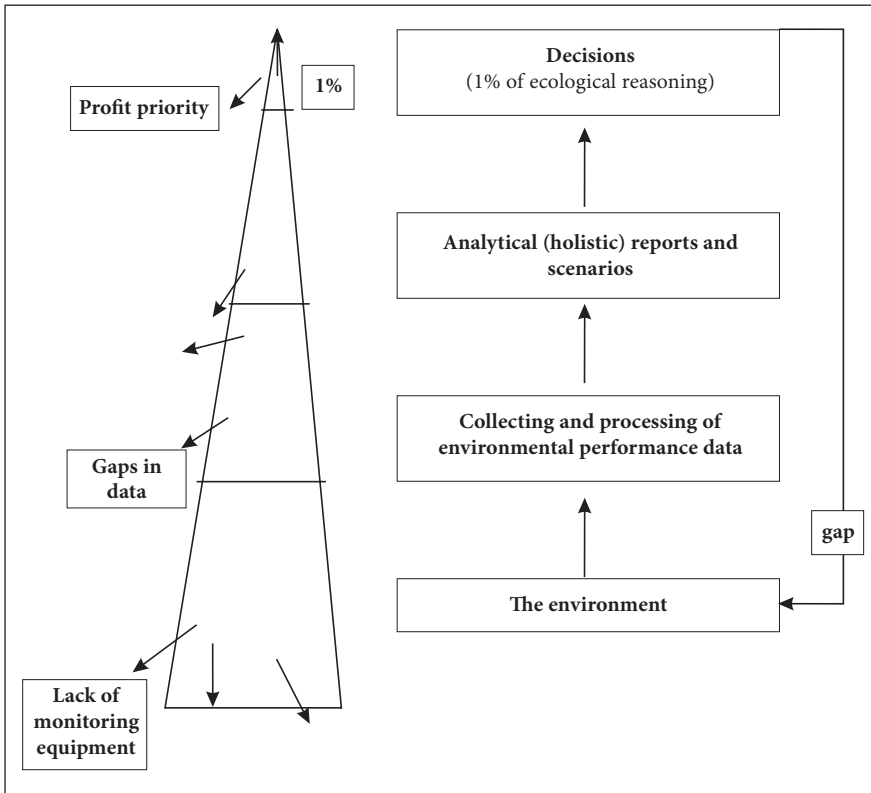 Profit priority
1%
Gaps in
data
Lack of
monitoring
equipment
Decisions
(1% of ecological reasoning)
Analytical (holistic) reports and
scenarios
Collecting and processing of
environmental performance data
The environment
gap